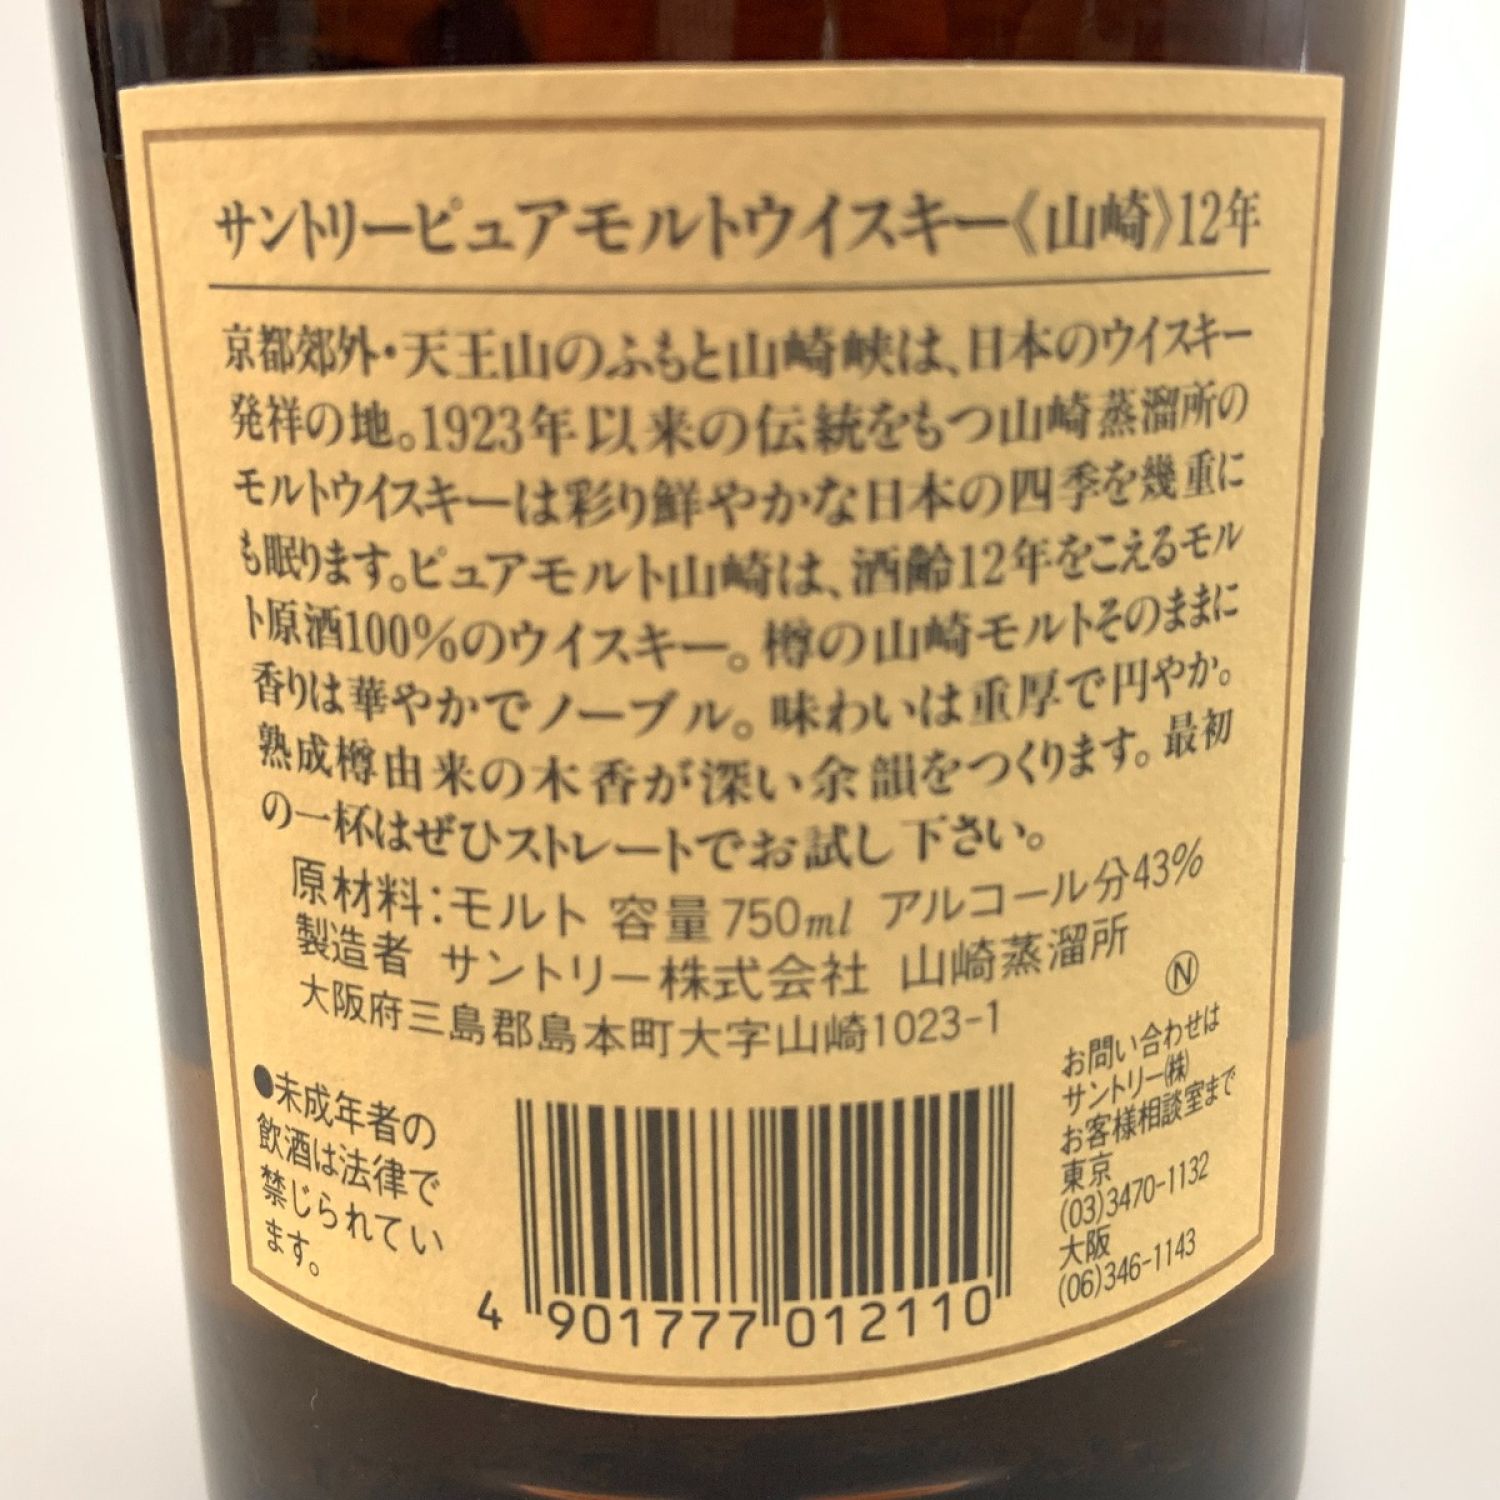 サントリーピュアモルトウイスキー《山崎》12年
京都郊外・天王山のふもと山崎峡は、日本のウイスキー
発祥の地。1923年以来の伝統をもつ山崎蒸溜所の
モルトウイスキーは彩り鮮やかな日本の四季を幾重に
も眠ります。ピュアモルト山崎は、酒齢12年をこえるモル
ト原酒100%のウイスキー。樽の山崎モルトそのままに
香りは華やかでノーブル。味わいは重厚で円やか。
熟成樽由来の木香が深い余韻をつくります。最初
の一杯はぜひストレートでお試し下さい。
原材料:モルト 容量750ml アルコール分43%
製造者 サントリー株式会社 山崎蒸溜所
大阪府三島郡島本町大字山崎1023-1
Ⓝ
●未成年者の
飲酒は法律で
禁じられてい
ます。
4 901777 012110
お問い合わせは
サントリー㈱
お客様相談室まで
東京
(03)3470-1132
大阪
(06)346-1143